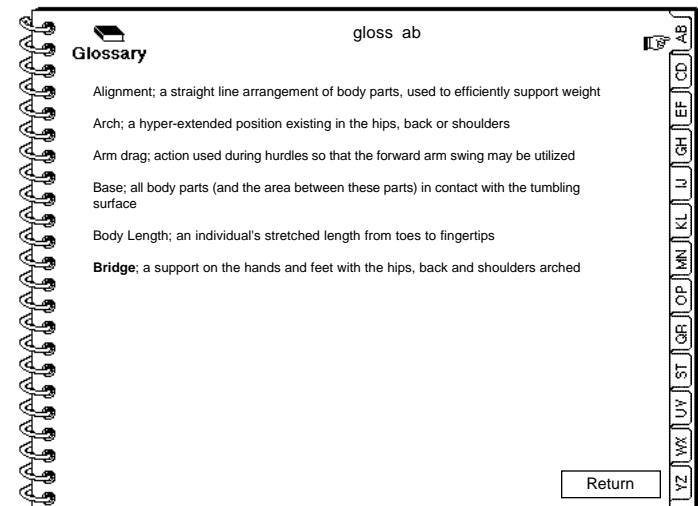 gloss ab
Glossary
Alignment; a straight line arrangement of body parts, used to efficiently support weight
Arch; a hyper-extended position existing in the hips, back or shoulders
Arm drag; action used during hurdles so that the forward arm swing may be utilized
Base; all body parts (and the area between these parts) in contact with the tumbling
surface
Body Length; an individual's stretched length from toes to fingertips
Bridge; a support on the hands and feet with the hips, back and shoulders arched
Return
AB
CD
EF
GH
IJ
KL
MN
OP
QR
ST
UV
WX
YZ